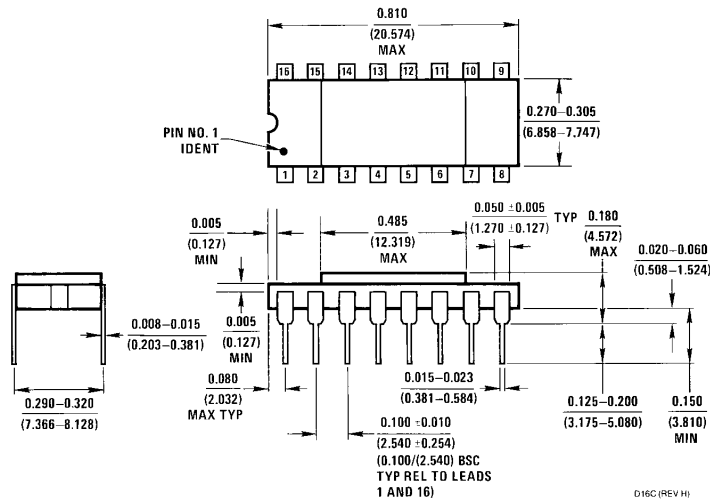 0.810
(20.574)
MAX
16 15 14 13 12 11 10 9
0.270–0.305
(6.858–7.747)
PIN NO. 1
IDENT
1 2 3 4 5 6 7 8
0.005
(0.127)
MIN
0.485
(12.319)
MAX
0.050 ±0.005
(1.270 ±0.127)
TYP
0.180
(4.572)
MAX
0.020–0.060
(0.508–1.524)
0.008–0.015
(0.203–0.381)
0.005
(0.127)
MIN
0.290–0.320
(7.366–8.128)
0.080
(2.032)
MAX TYP
0.015–0.023
(0.381–0.584)
0.125–0.200
(3.175–5.080)
0.150
(3.810)
MIN
0.100 ±0.010
(2.540 ±0.254)
(0.100/(2.540) BSC
TYP REL TO LEADS
1 AND 16)
D16C (REV H)